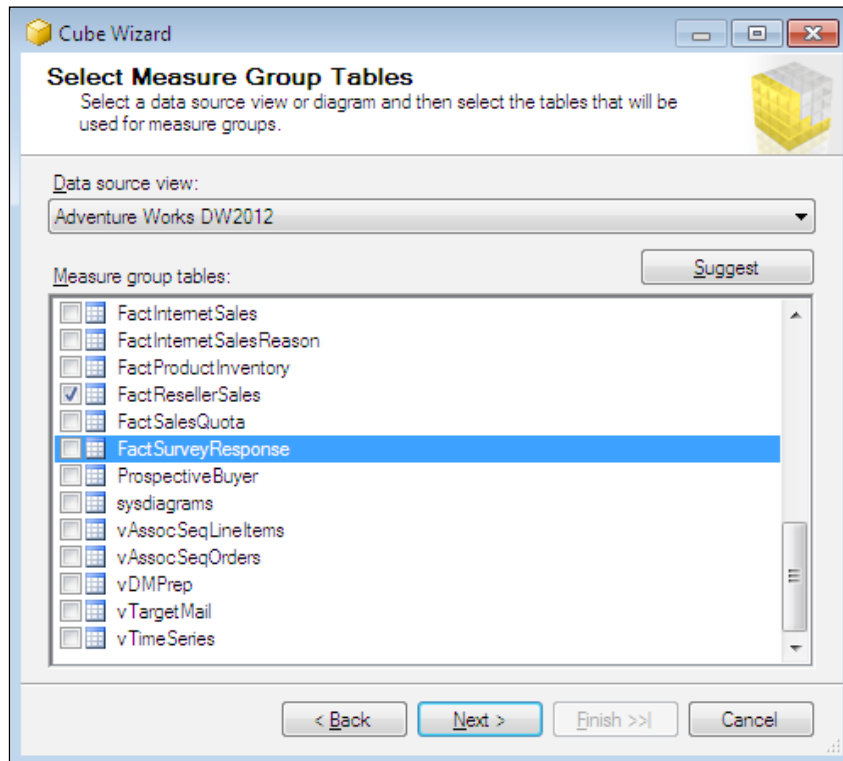 Cube Wizard
Select Measure Group Tables
Select a data source view or diagram and then select the tables that will be
used for measure groups.
Data source view:
Adventure Works DW2012
Suggest
Measure group tables:
FactInternetSales
FactInternetSalesReason
FactProductInventory
FactResellerSales
FactSalesQuota
FactSurveyResponse
ProspectiveBuyer
sysdiagrams
vAssocSeqLineItems
vAssocSeqOrders
vDMPrep
vTargetMail
vTimeSeries
< Back
Next >
Finish >>|
Cancel